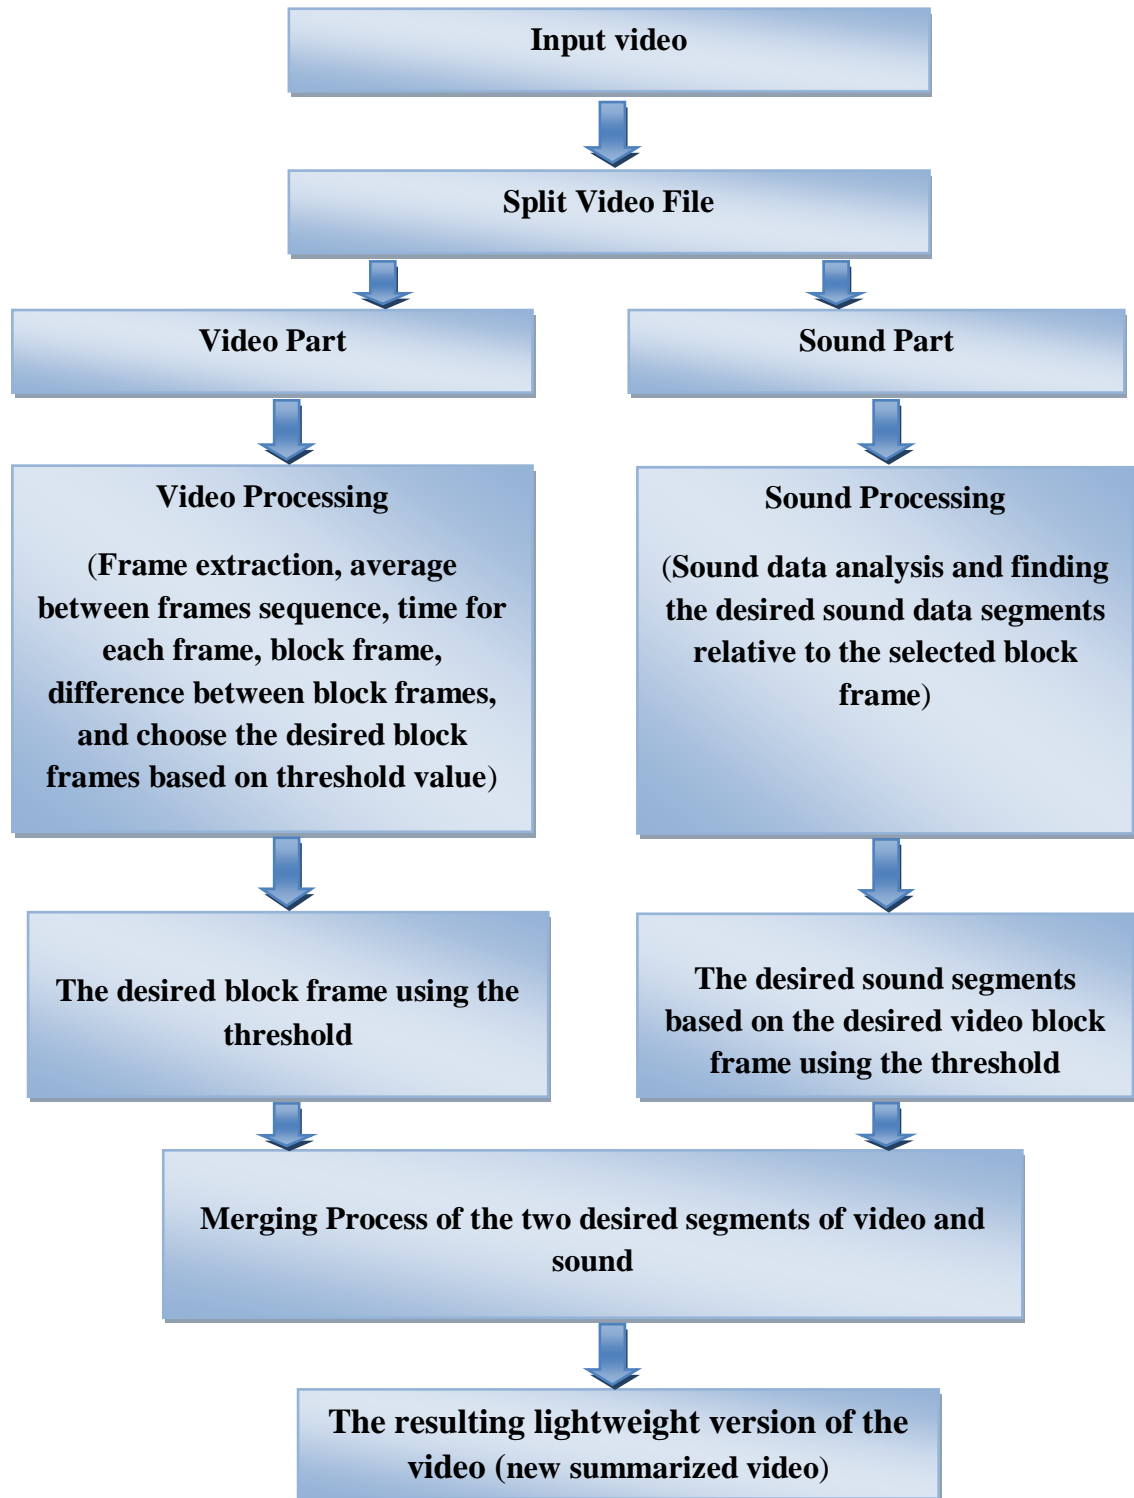 Input video
Split Video File
Video Part
Sound Part
Video Processing
(Frame extraction, average
between frames sequence, time for
each frame, block frame,
difference between block frames,
and choose the desired block
frames based on threshold value)
Sound Processing
(Sound data analysis and finding
the desired sound data segments
relative to the selected block
frame)
The desired block frame using the
threshold
The desired sound segments
based on the desired video block
frame using the threshold
Merging Process of the two desired segments of video and
sound
The resulting lightweight version of the
video (new summarized video)